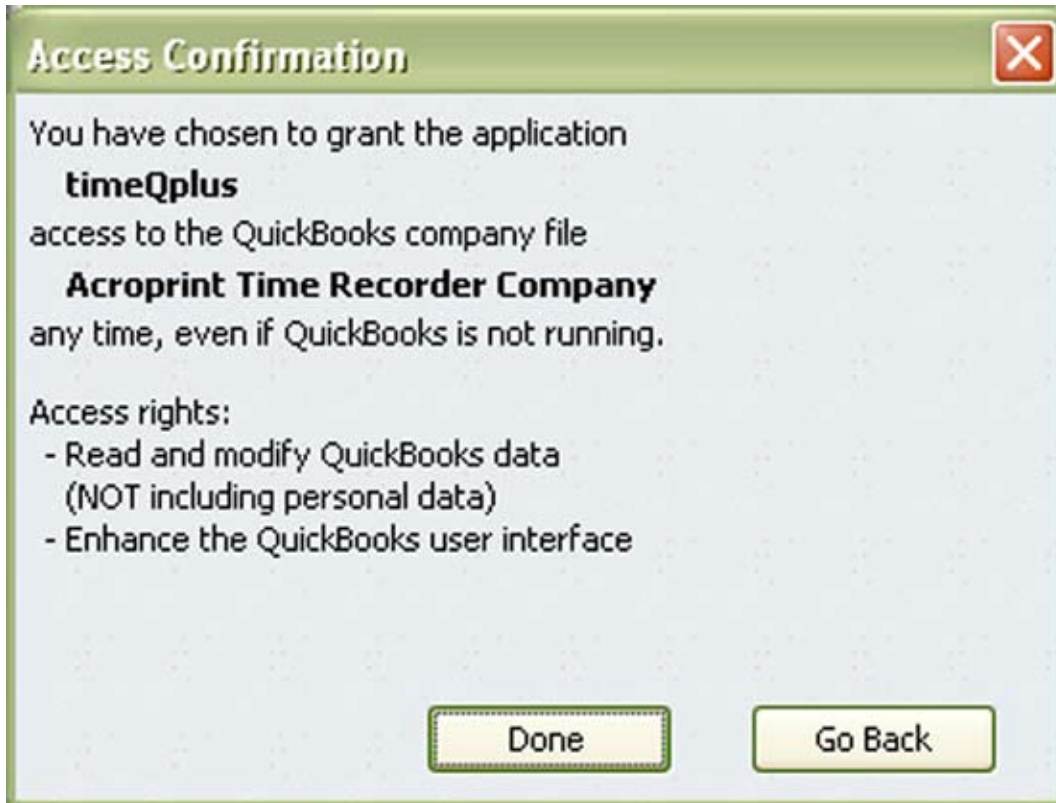 Access Confirmation
You have chosen to grant the application
timeQplus
access to the QuickBooks company file
Acroprint Time Recorder Company
any time, even if QuickBooks is not running.
Access rights:
- Read and modify QuickBooks data
(NOT including personal data)
- Enhance the QuickBooks user interface
Done
Go Back